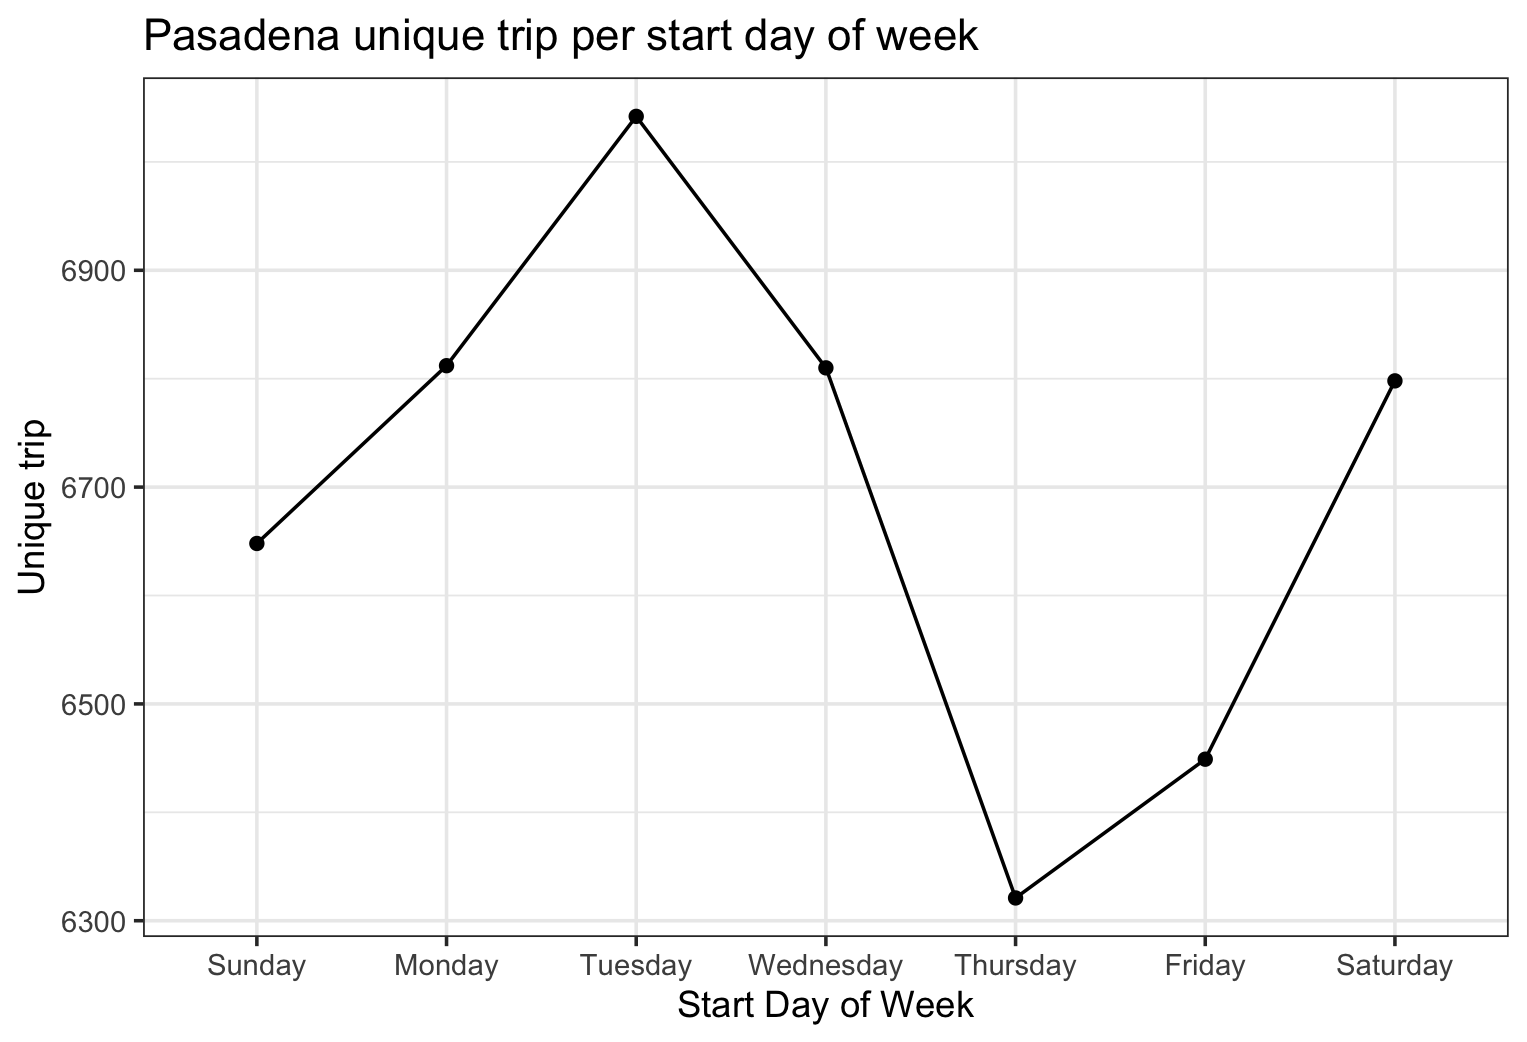 Pasadena unique trip per start day of week
Unique trip
6900
6700
6500
6300
Sunday Monday Tuesday Wednesday Thursday Friday Saturday
Start Day of Week